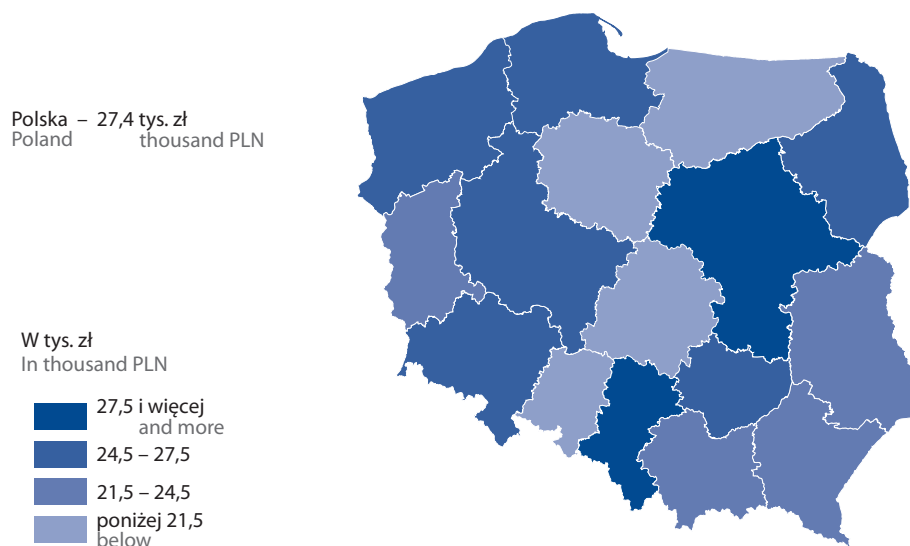 Polska – 27,4 tys. zł
Poland thousand PLN
W tys. zł
In thousand PLN
27,5 i więcej
and more
24,5 – 27,5
21,5 – 24,5
poniżej 21,5
below